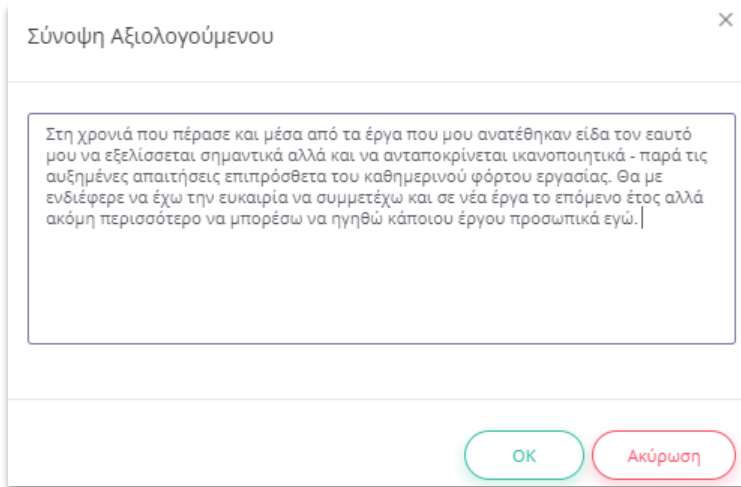 Σύνοψη Αξιολογούμενου
×
Στη χρονιά που πέρασε και μέσα από τα έργα που μου ανατέθηκαν είδα τον εαυτό
μου να εξελίσσεται σημαντικά αλλά και να ανταποκρίνεται ικανοποιητικά - παρά τις
αυξημένες απαιτήσεις επιπρόσθετα του καθημερινού φόρτου εργασίας. Θα με
ενδιέφερε να έχω την ευκαιρία να συμμετέχω και σε νέα έργα το επόμενο έτος αλλά
ακόμη περισσότερο να μπορέσω να ηγηθώ κάποιου έργου προσωπικά εγώ.
OK
Ακύρωση